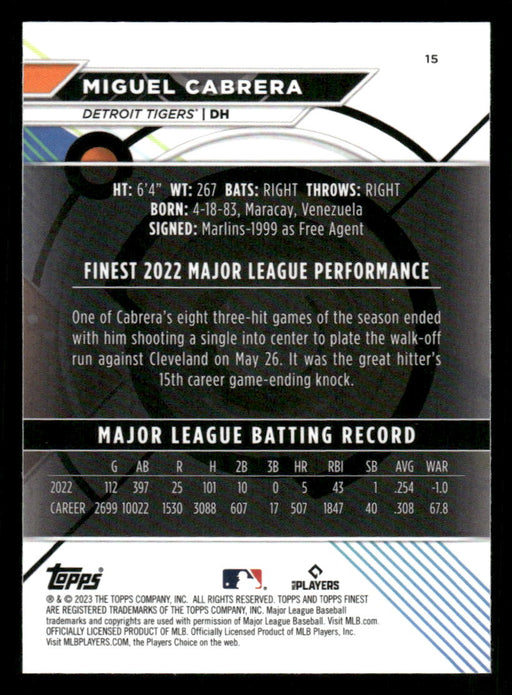 15
MIGUEL CABRERA
DETROIT TIGERS® | DH
HT: 6'4" WT: 267 BATS: RIGHT THROWS: RIGHT
BORN: 4-18-83, Maracay, Venezuela
SIGNED: Marlins-1999 as Free Agent
FINEST 2022 MAJOR LEAGUE PERFORMANCE
One of Cabrera's eight three-hit games of the season ended
with him shooting a single into center to plate the walk-off
run against Cleveland on May 26. It was the great hitter's
15th career game-ending knock.
MAJOR LEAGUE BATTING RECORD
G AB R H 2B 3B HR RBI SB AVG WAR
2022 112 397 25 101 10 0 5 43 1 .254 -1.0
CAREER 2699 10022 1530 3088 607 17 507 1847 40 .308 67.8
Topps
MLB PLAYERS
® & © 2023 THE TOPPS COMPANY, INC. ALL RIGHTS RESERVED. TOPPS AND TOPPS FINEST
ARE REGISTERED TRADEMARKS OF THE TOPPS COMPANY, INC. Major League Baseball
trademarks and copyrights are used with permission of Major League Baseball. Visit MLB.com.
OFFICIALLY LICENSED PRODUCT OF MLB. Officially Licensed Product of MLB Players, Inc.
Visit MLBPLAYERS.com, the Players Choice on the web.